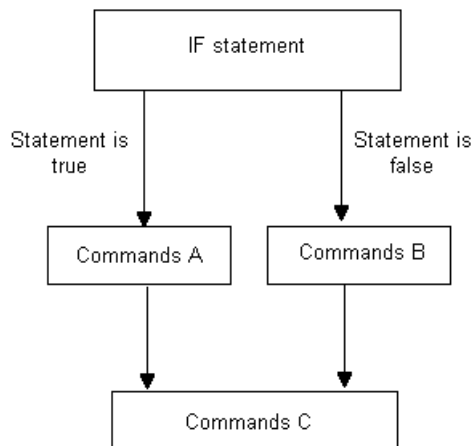 IF statement
Statement is
true
Statement is
false
Commands A
Commands B
Commands C